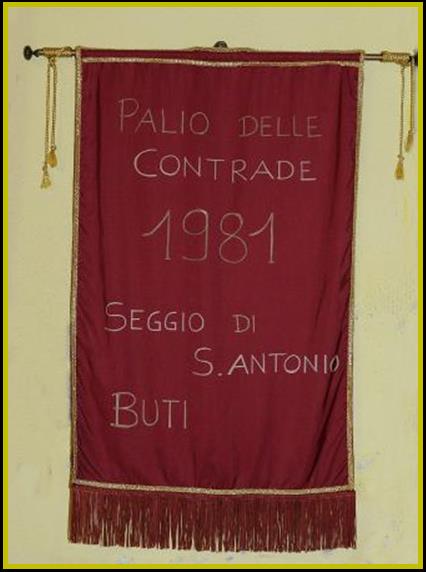 PALIO DELLE
CONTRADE
1981
SEGGIO DI
S. ANTONIO
BUTI